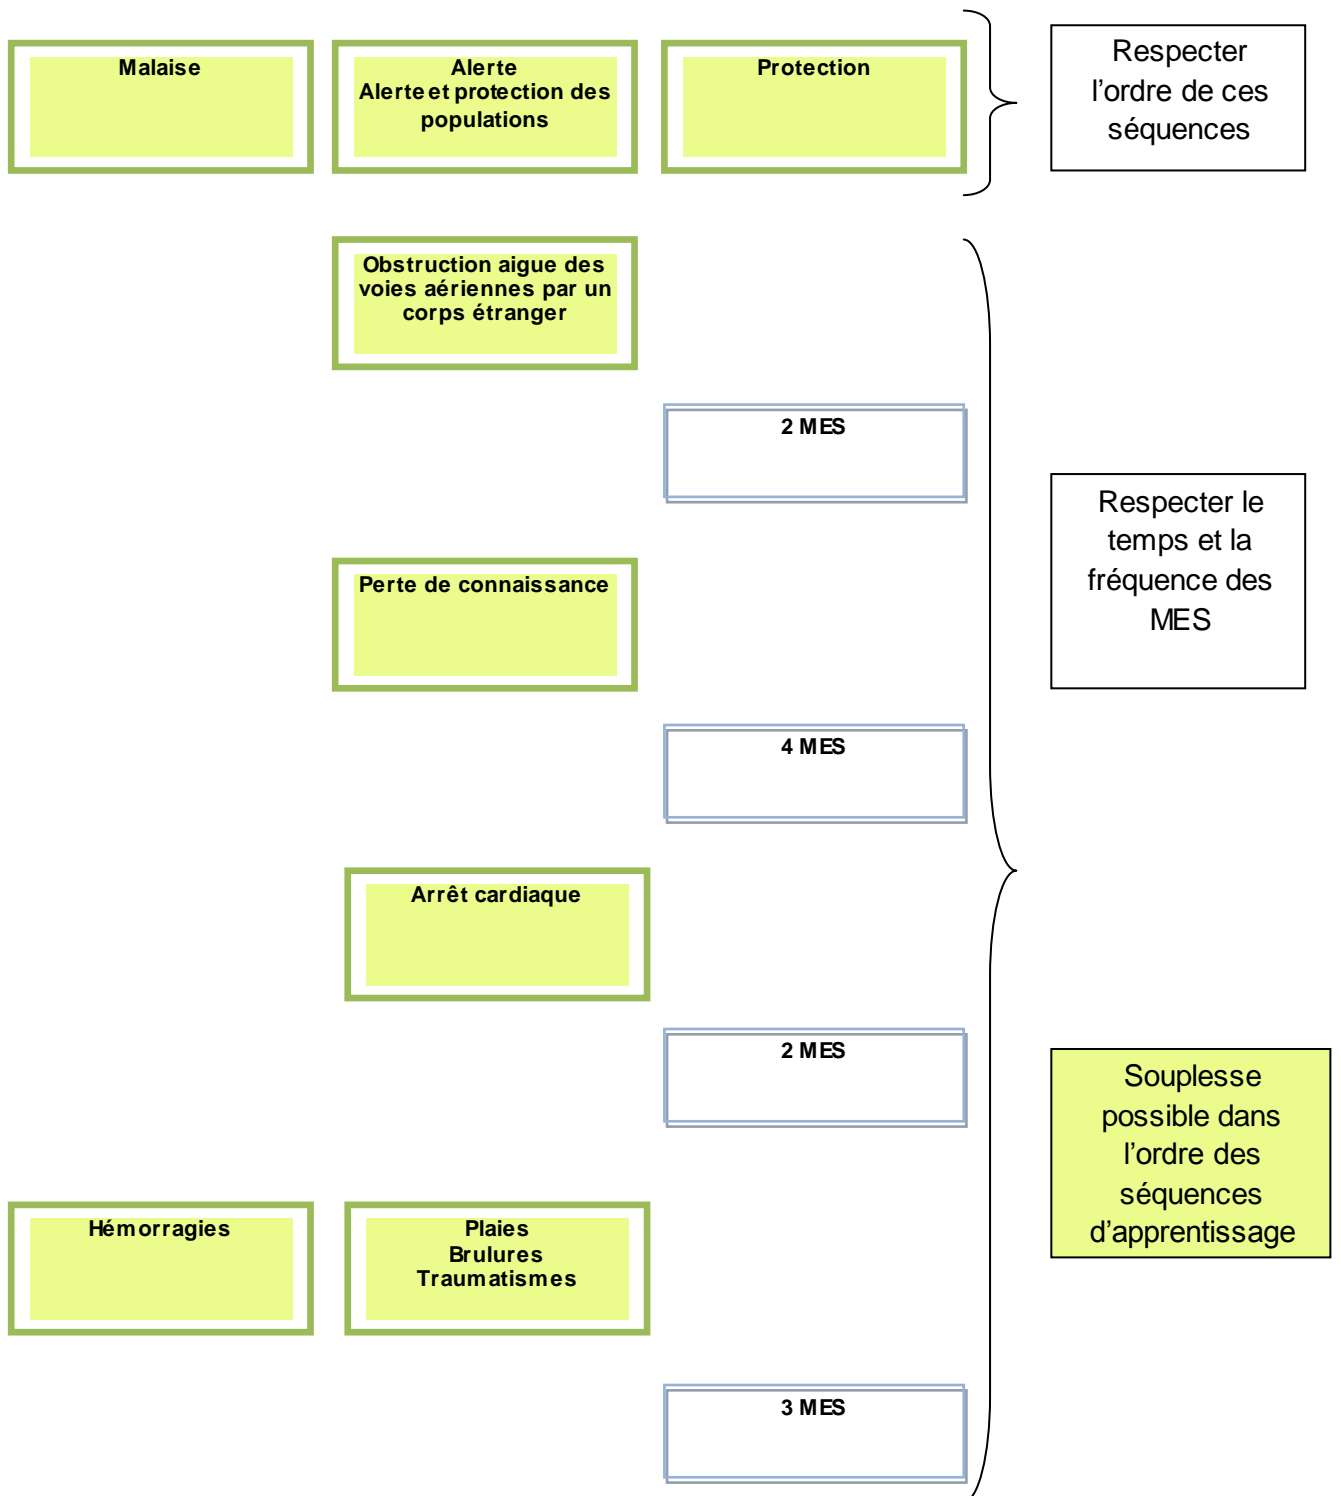 Malaise
Alerte
Alerte et protection des
populations
Protection
Respecter
l'ordre de ces
séquences
Obstruction aigue des
voies aériennes par un
corps étranger
2 MES
Respecter le
temps et la
fréquence des
MES
Perte de connaissance
4 MES
Arrêt cardiaque
2 MES
Souplesse
possible dans
l'ordre des
séquences
d'apprentissage
Hémorragies
Plaies
Brulures
Traumatismes
3 MES